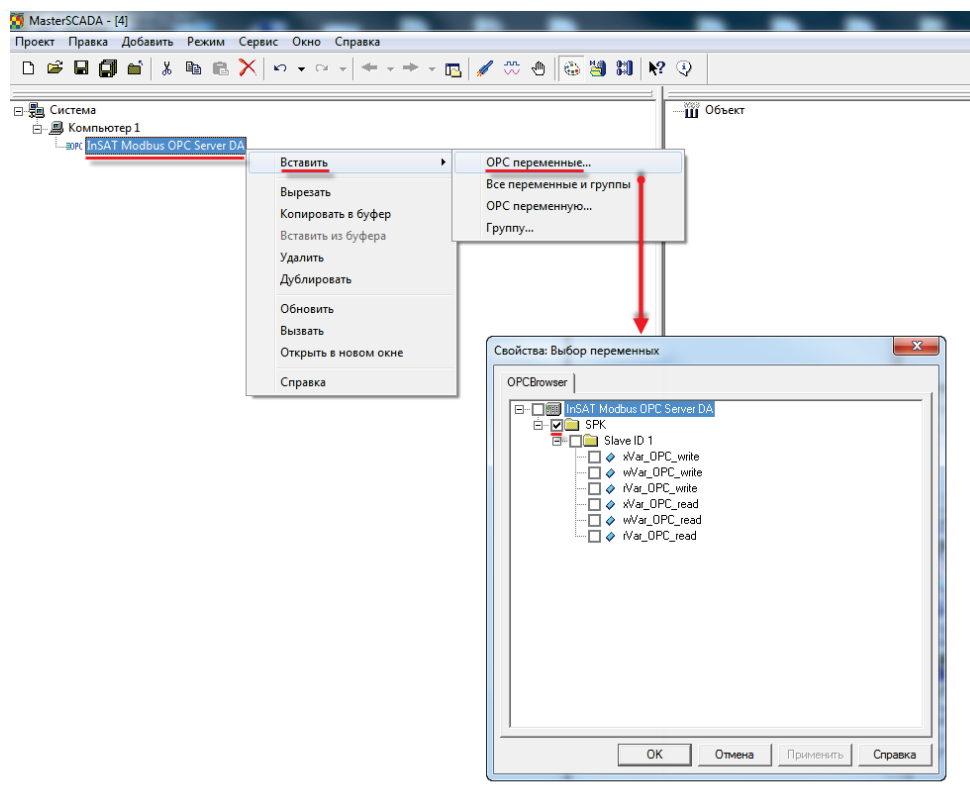 MasterSCADA - [4]
Проект Правка Добавить Режим Сервис Окно Справка
Система
Компьютер 1
InSAT Modbus OPC Server DA
Объект
Вставить
Вырезать
Копировать в буфер
Вставить из буфера
Удалить
Дублировать
Обновить
Вызвать
Открыть в новом окне
Справка
OPC переменные...
Все переменные и группы
OPC переменную...
Группу...
Свойства: Выбор переменных
OPCBrowser
InSAT Modbus OPC Server DA
SPK
Slave ID 1
xVar_OPC_write
wVar_OPC_write
rVar_OPC_write
xVar_OPC_read
wVar_OPC_read
rVar_OPC_read
OK Отмена Применить Справка